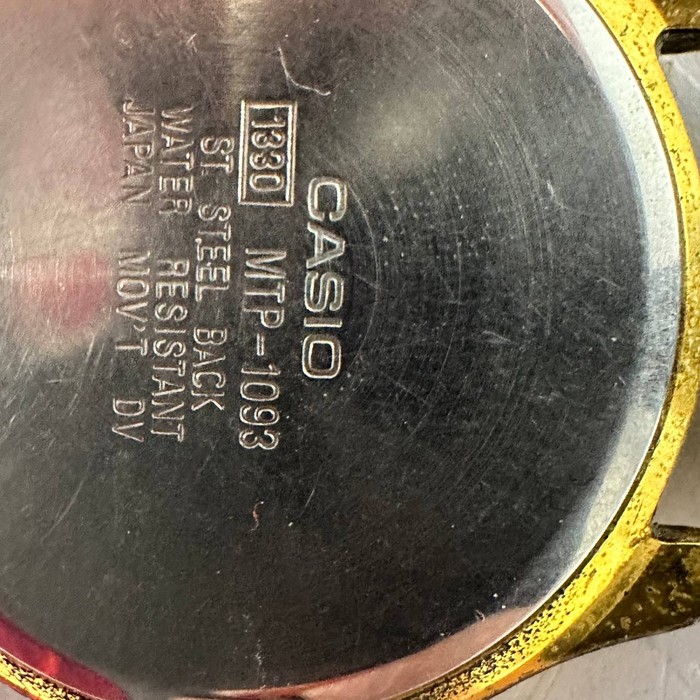 CASIO
1330 MTP-1093
ST. STEEL BACK
WATER RESISTANT
JAPAN MOV'T DV